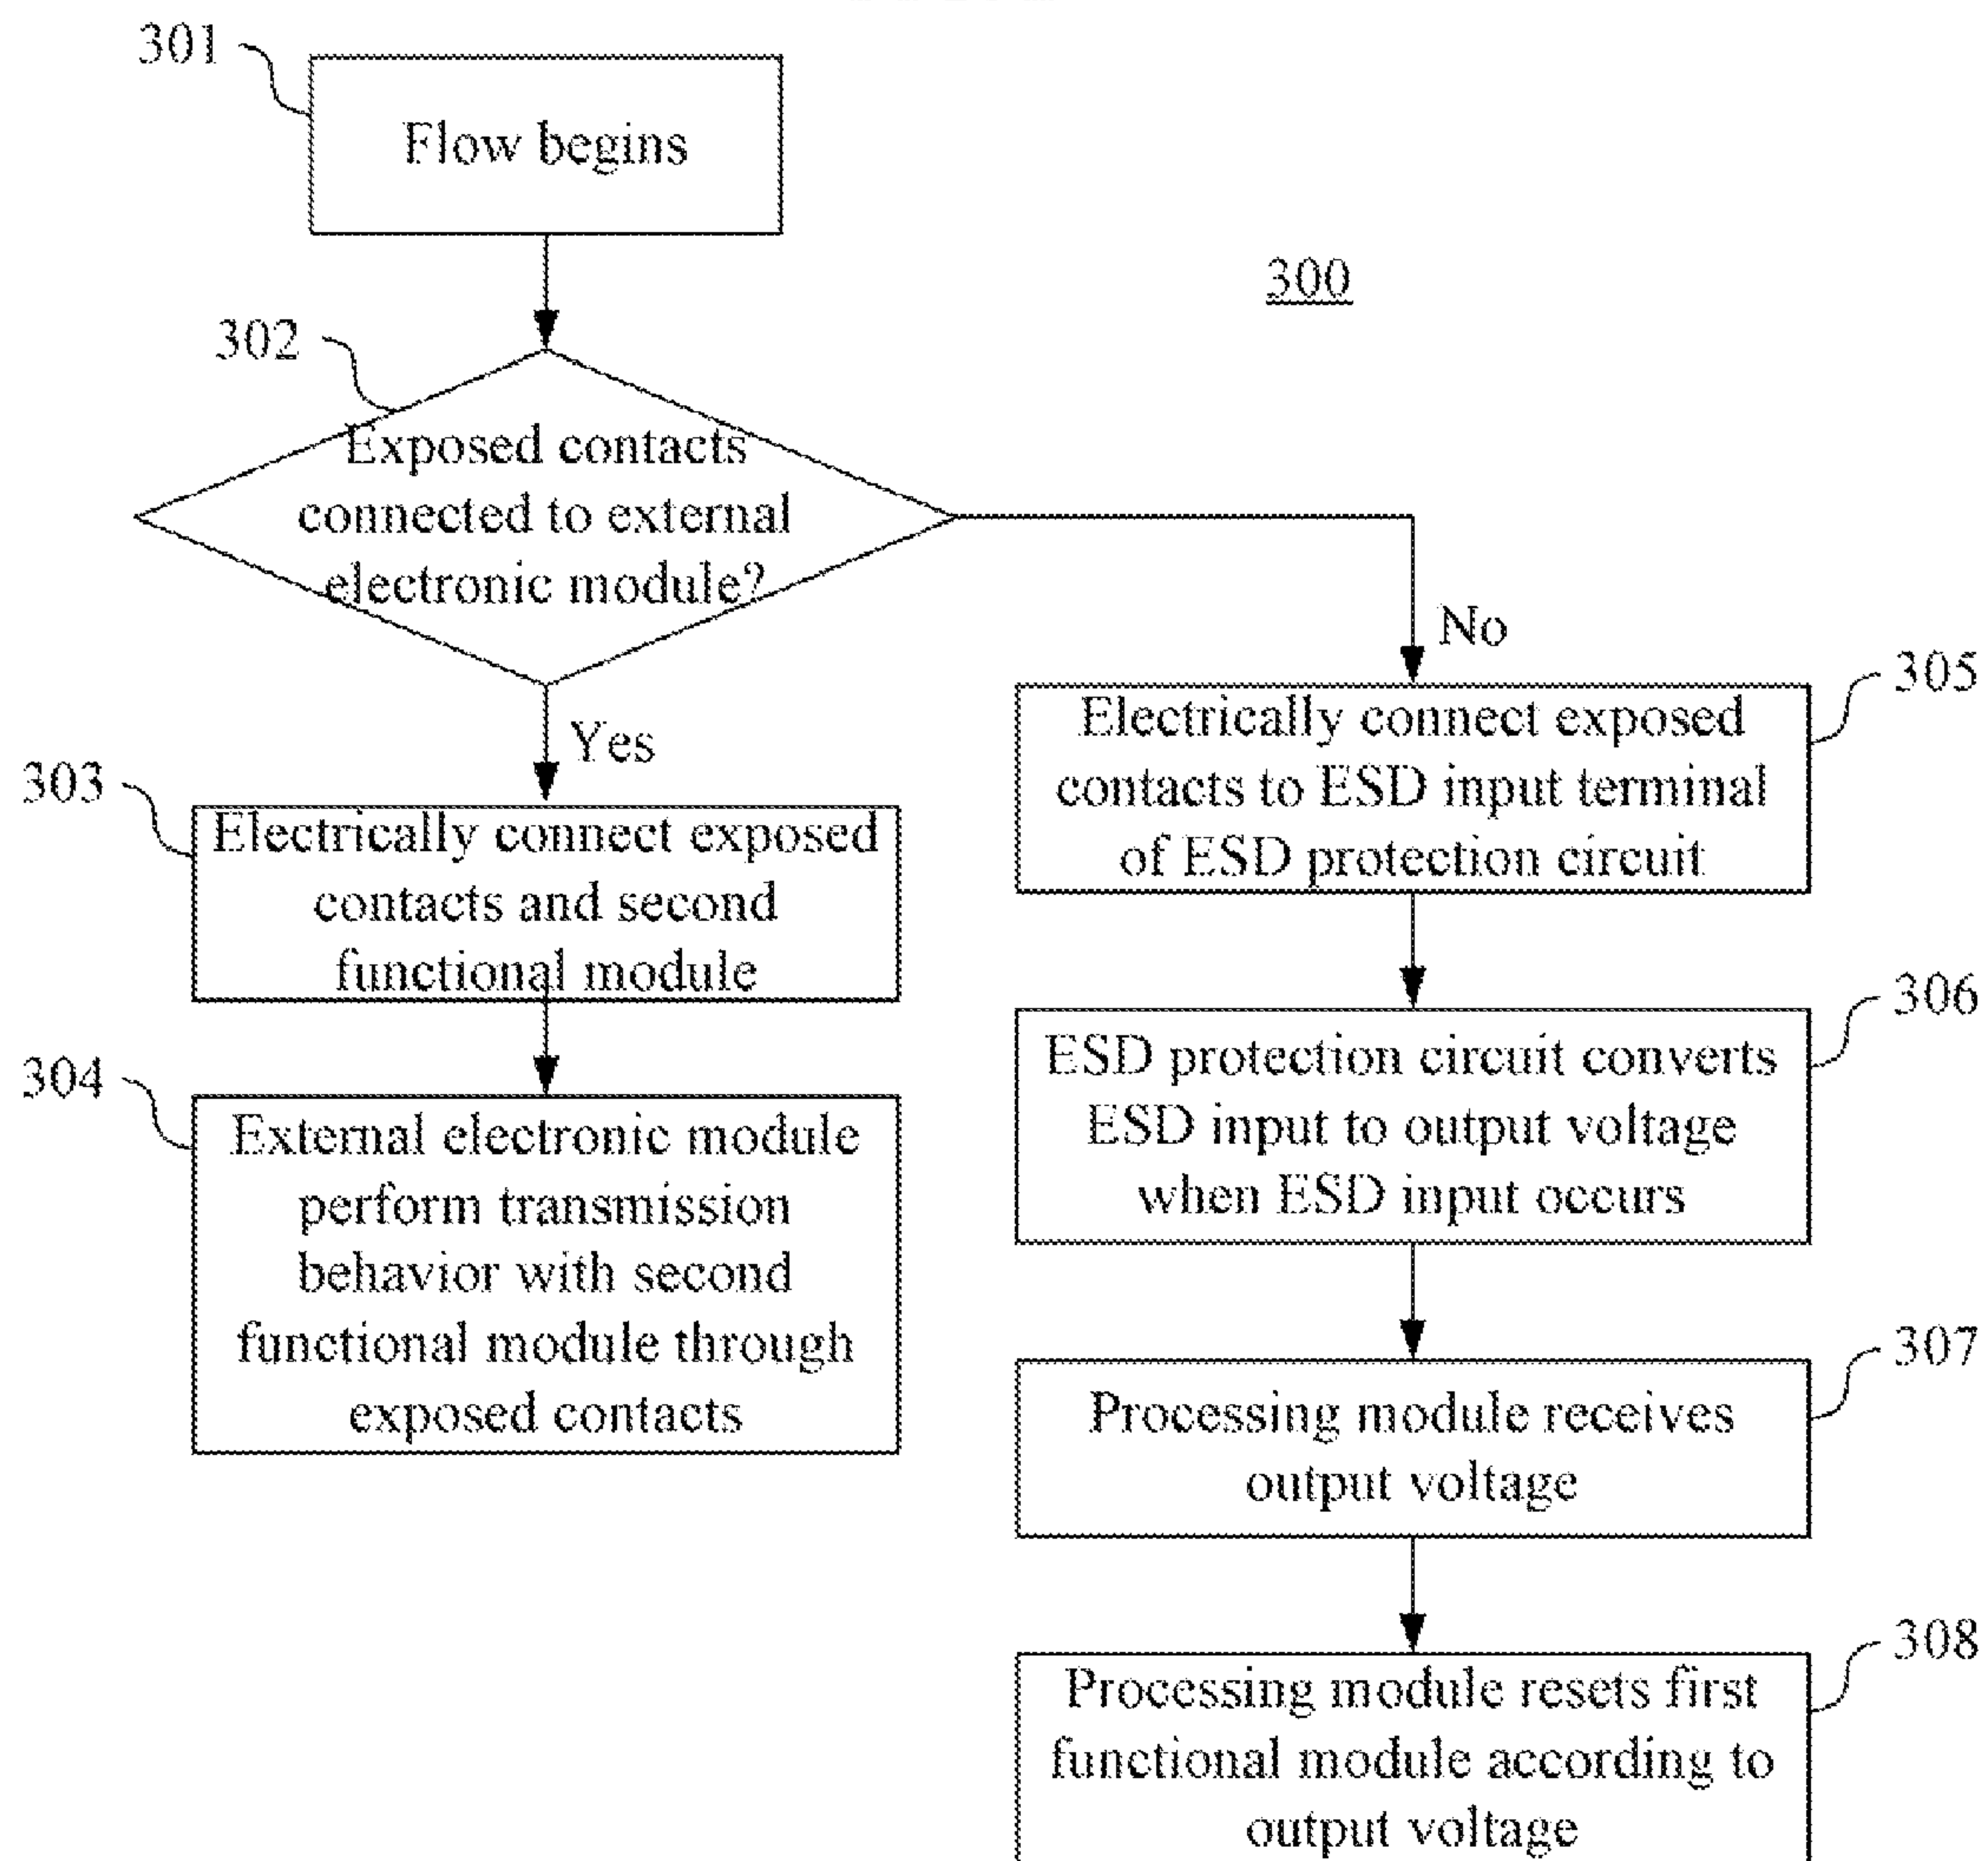 301
Flow begins
300
302
Exposed contacts
connected to external
electronic module?
No
Yes
303
Electrically connect exposed
contacts and second
functional module
304
External electronic module
perform transmission
behavior with second
functional module through
exposed contacts
305
Electrically connect exposed
contacts to ESD input terminal
of ESD protection circuit
306
ESD protection circuit converts
ESD input to output voltage
when ESD input occurs
307
Processing module receives
output voltage
308
Processing module resets first
functional module according to
output voltage